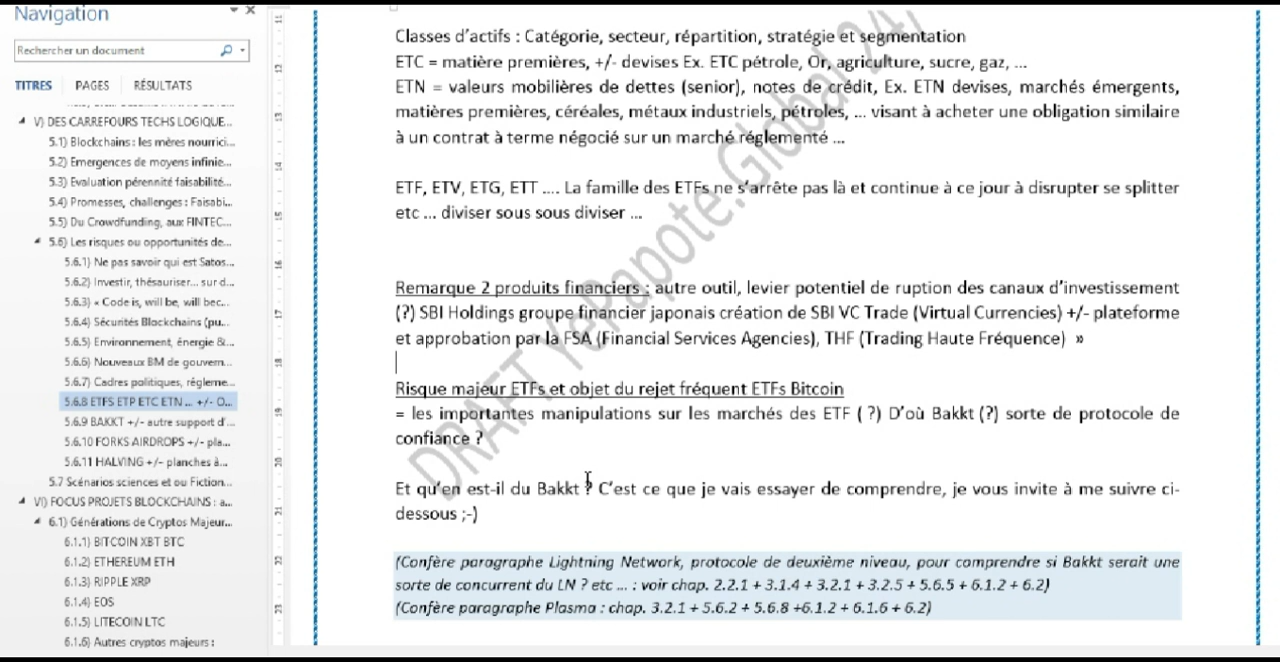 Navigation
Rechercher un document
TITRES PAGES RÉSULTATS
V) DES CARREFOURS TECHS LOGIQUE...
5.1) Blockchains : les mères nourrici...
5.2) Emergences de moyens infinie...
5.3) Evaluation pérennité faisabilité...
5.4) Promesses, challenges : Faisabi...
5.5) Du Crowdfunding, aux FINTEC...
5.6) Les risques ou opportunités de...
5.6.1) Ne pas savoir qui est Satos...
5.6.2) Investir, thésauriser... sur d...
5.6.3) « Code is, will be, will bec...
5.6.4) Sécurités Blockchains (pu...
5.6.5) Environnement, énergie &...
5.6.6) Nouveaux BM de gouvern...
5.6.7) Cadres politiques, régleme...
5.6.8 ETFS ETP ETC ETN ... +/- O...
5.6.9 BAKKT +/- autre support d'...
5.6.10 FORKS AIRDROPS +/- pla...
5.6.11 HALVING +/- planches à...
5.7 Scénarios sciences et ou Fiction...
VI) FOCUS PROJETS BLOCKCHAINS : a...
6.1) Générations de Cryptos Majeur...
6.1.1) BITCOIN XBT BTC
6.1.2) ETHEREUM ETH
6.1.3) RIPPLE XRP
6.1.4) EOS
6.1.5) LITECOIN LTC
6.1.6) Autres cryptos majeurs :
11
12
13
14
15
16
17
18
19
20
21
22
23
Classes d'actifs : Catégorie, secteur, répartition, stratégie et segmentation
ETC = matière premières, +/- devises Ex. ETC pétrole, Or, agriculture, sucre, gaz, ...
ETN = valeurs mobilières de dettes (senior), notes de crédit, Ex. ETN devises, marchés émergents,
matières premières, céréales, métaux industriels, pétroles, ... visant à acheter une obligation similaire
à un contrat à terme négocié sur un marché réglementé ...
ETF, ETV, ETG, ETT .... La famille des ETFs ne s'arrête pas là et continue à ce jour à disrupter se splitter
etc ... diviser sous sous diviser ...
Remarque 2 produits financiers : autre outil, levier potentiel de ruption des canaux d'investissement
(?) SBI Holdings groupe financier japonais création de SBI VC Trade (Virtual Currencies) +/- plateforme
et approbation par la FSA (Financial Services Agencies), THF (Trading Haute Fréquence) »
Risque majeur ETFs et objet du rejet fréquent ETFs Bitcoin
= les importantes manipulations sur les marchés des ETF ( ?) D'où Bakkt (?) sorte de protocole de
confiance ?
Et qu'en est-il du Bakkt ? C'est ce que je vais essayer de comprendre, je vous invite à me suivre ci-
dessous ;-)
(Confère paragraphe Lightning Network, protocole de deuxième niveau, pour comprendre si Bakkt serait une
sorte de concurrent du LN ? etc ... : voir chap. 2.2.1 + 3.1.4 + 3.2.1 + 3.2.5 + 5.6.5 + 6.1.2 + 6.2)
(Confère paragraphe Plasma : chap. 3.2.1 + 5.6.2 + 5.6.8 +6.1.2 + 6.1.6 + 6.2)
DRAFT YePapote.Global 24/